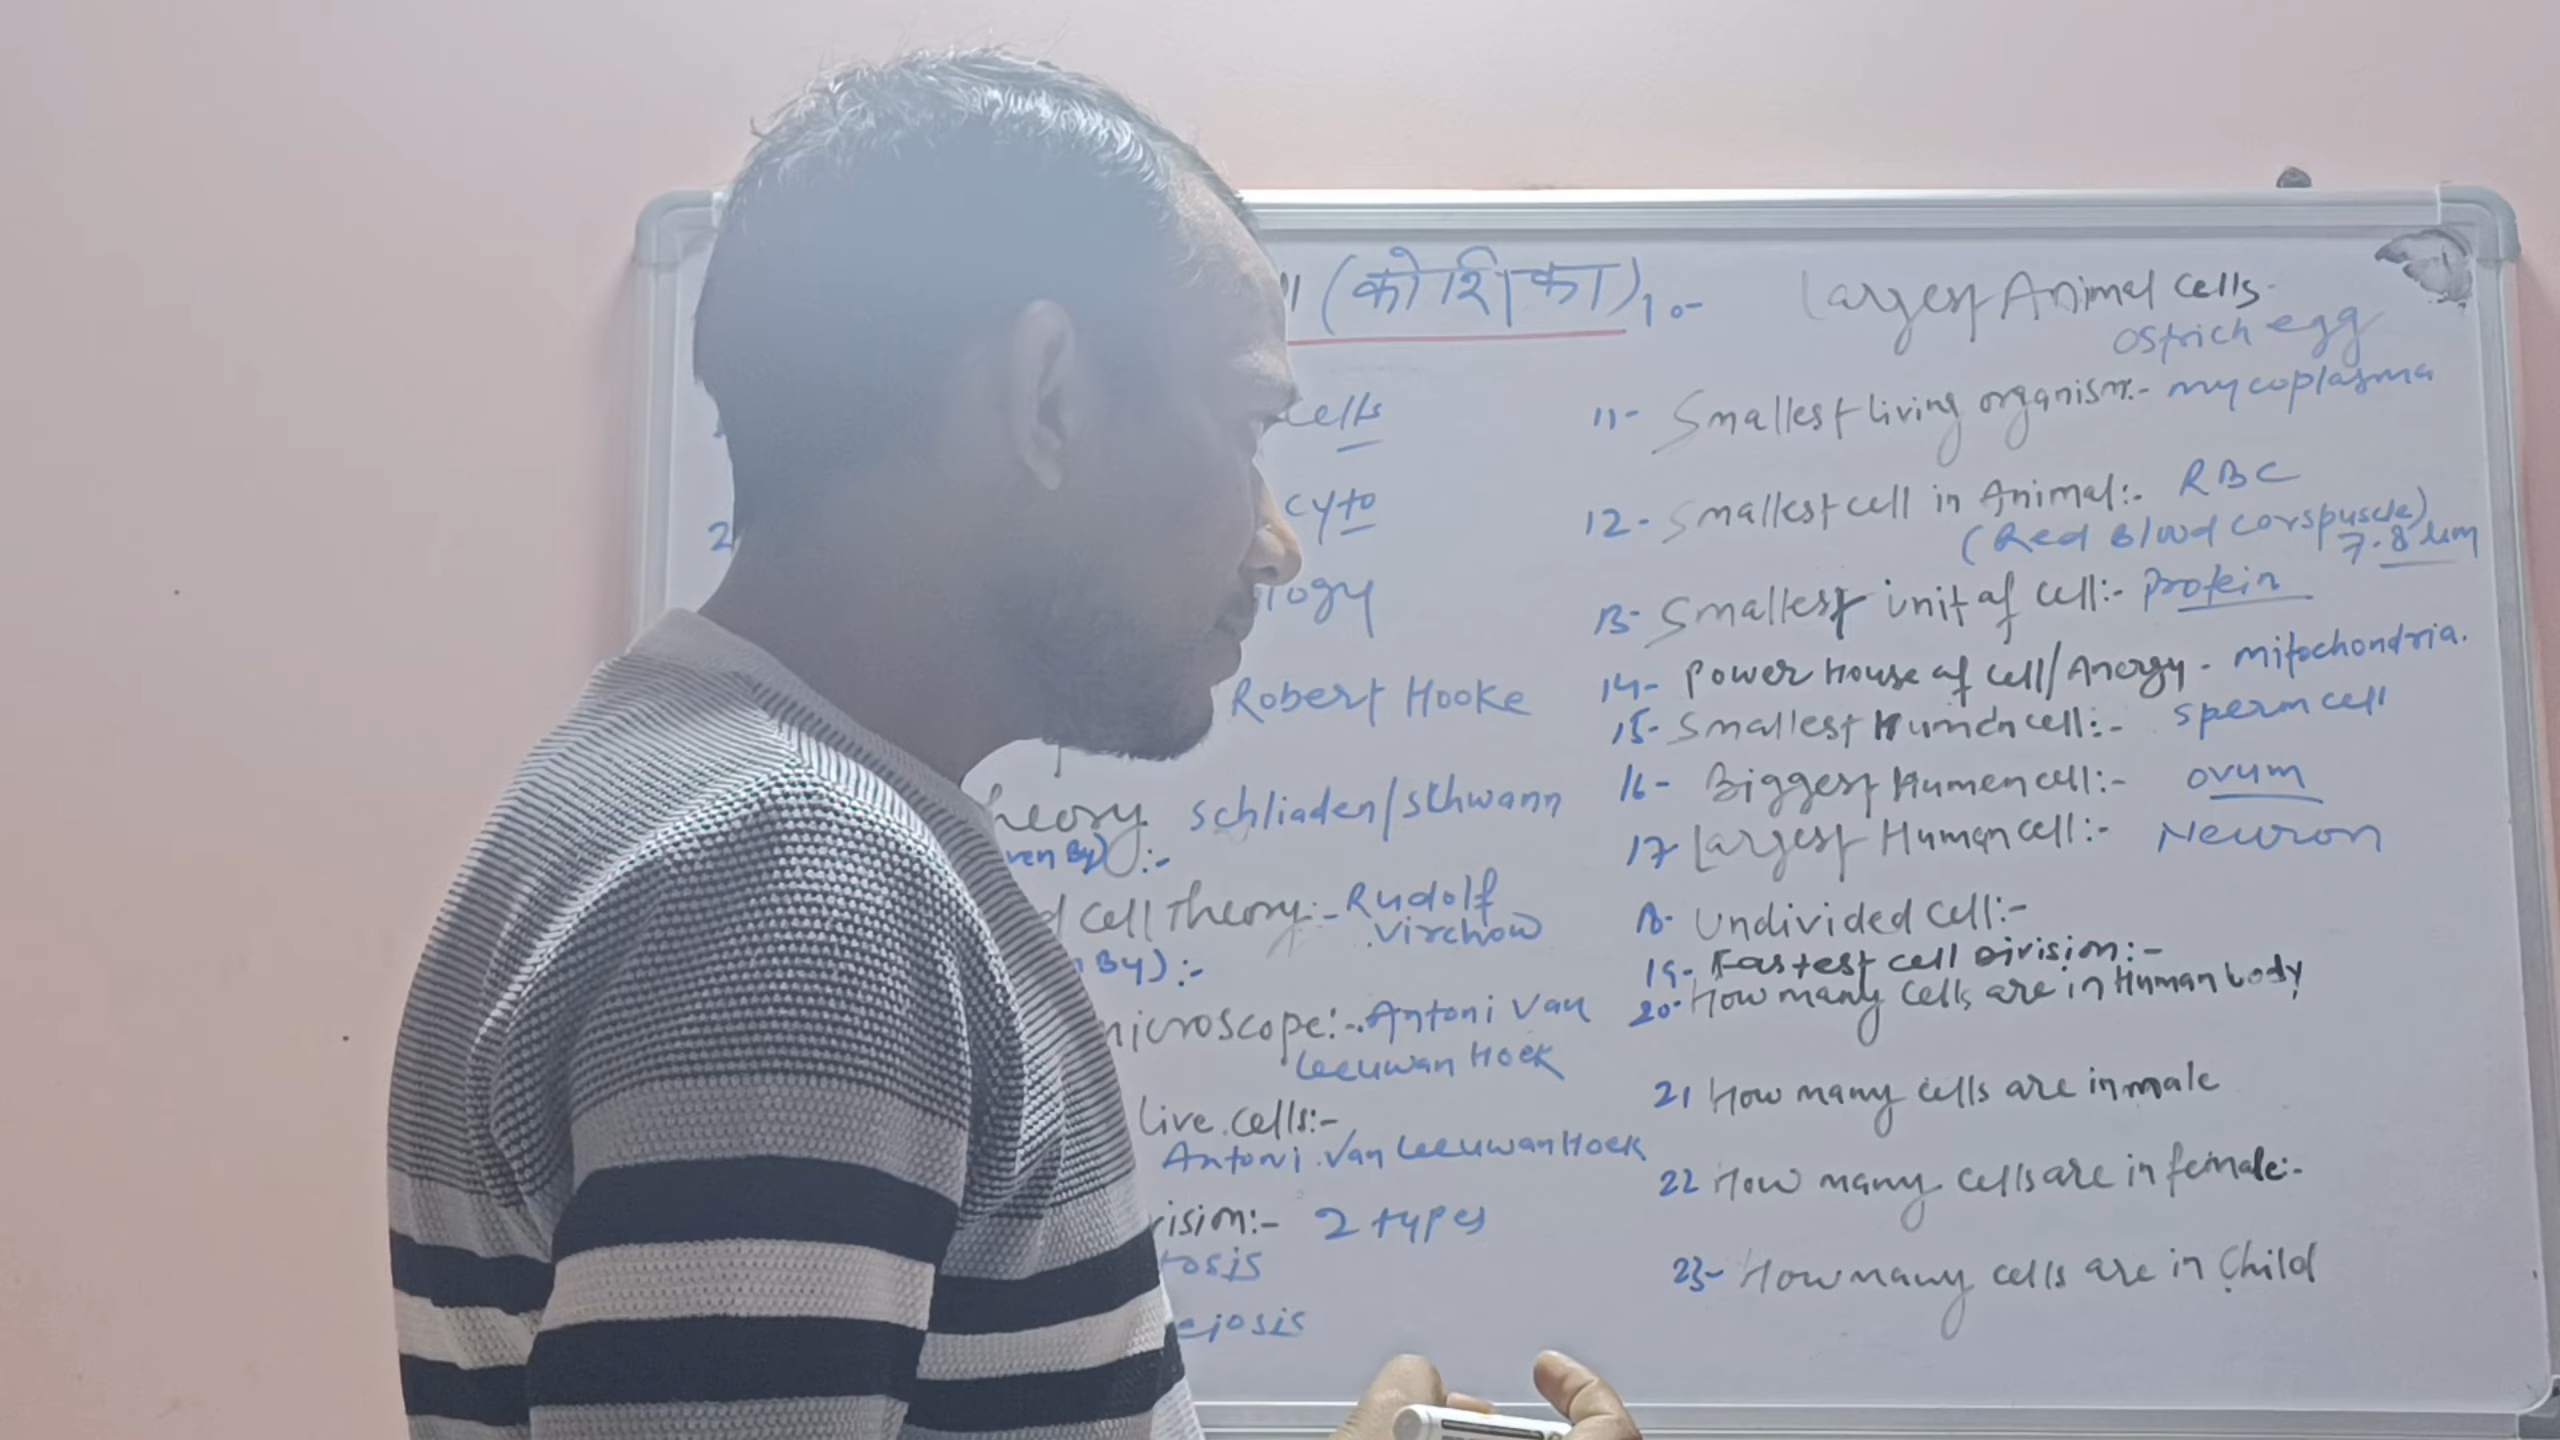 (कोशिका)
cells
2
cyto
logy
Robert Hooke
heory schliaden/schwann
ven By) :-
d cell Theory:- Rudolf
virchow
By) :-
microscope:- Antoni van
Leeuwan Hoek
Live cells:-
Antoni van Leeuwan Hoek
vision:- 2 types
tosis
eiosis
10- Largest Animal cells-
ostrich egg
11- Smallest living organism:- mycoplasma
12- Smallest cell in Animal:- RBC
(Red Blood corspuscle)
7.8 um
13- Smallest unit of cell:- Protein
14- Power House of cell/Anergy - mitochondria.
15- Smallest Human cell:- sperm cell
16- Biggest Humen cell:- ovum
17 Largest Human cell:- Neuron
18- Undivided cell:-
19- Fastest cell Division:-
20- How many cells are in Human body
21 How many cells are in male
22 How many cells are in female:-
23- How many cells are in child